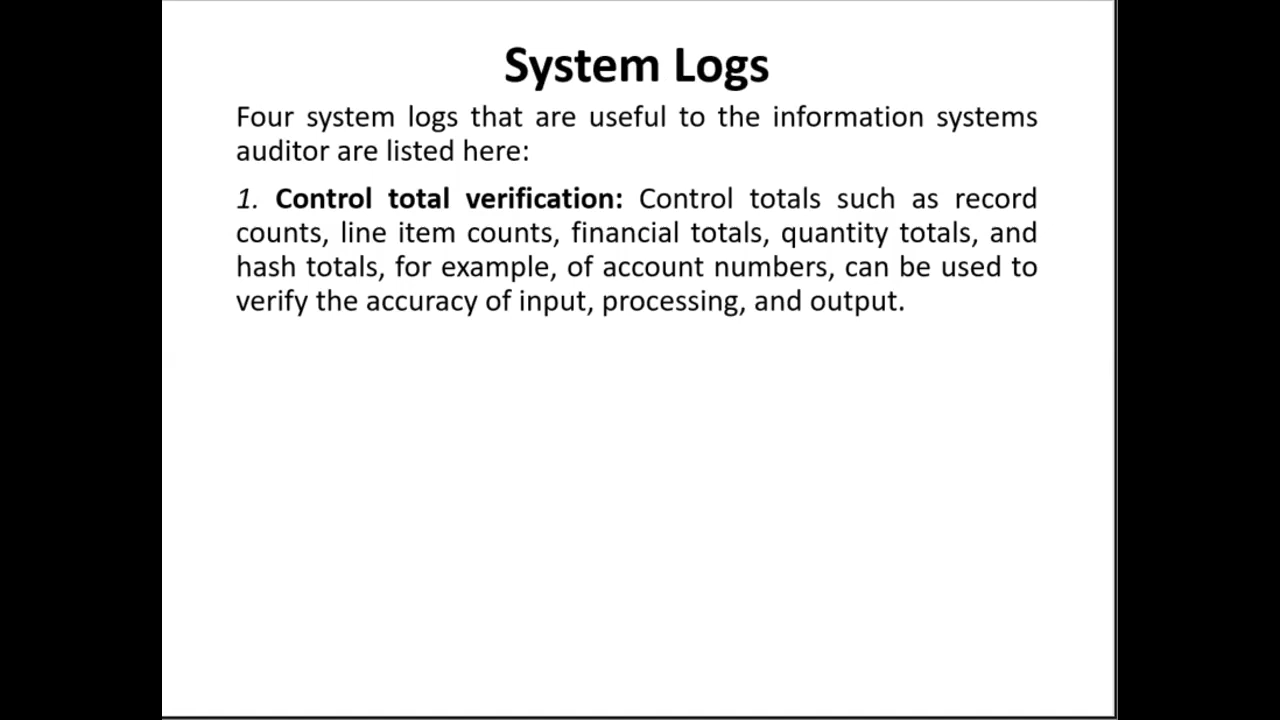 System Logs
Four system logs that are useful to the information systems
auditor are listed here:
1. Control total verification: Control totals such as record
counts, line item counts, financial totals, quantity totals, and
hash totals, for example, of account numbers, can be used to
verify the accuracy of input, processing, and output.